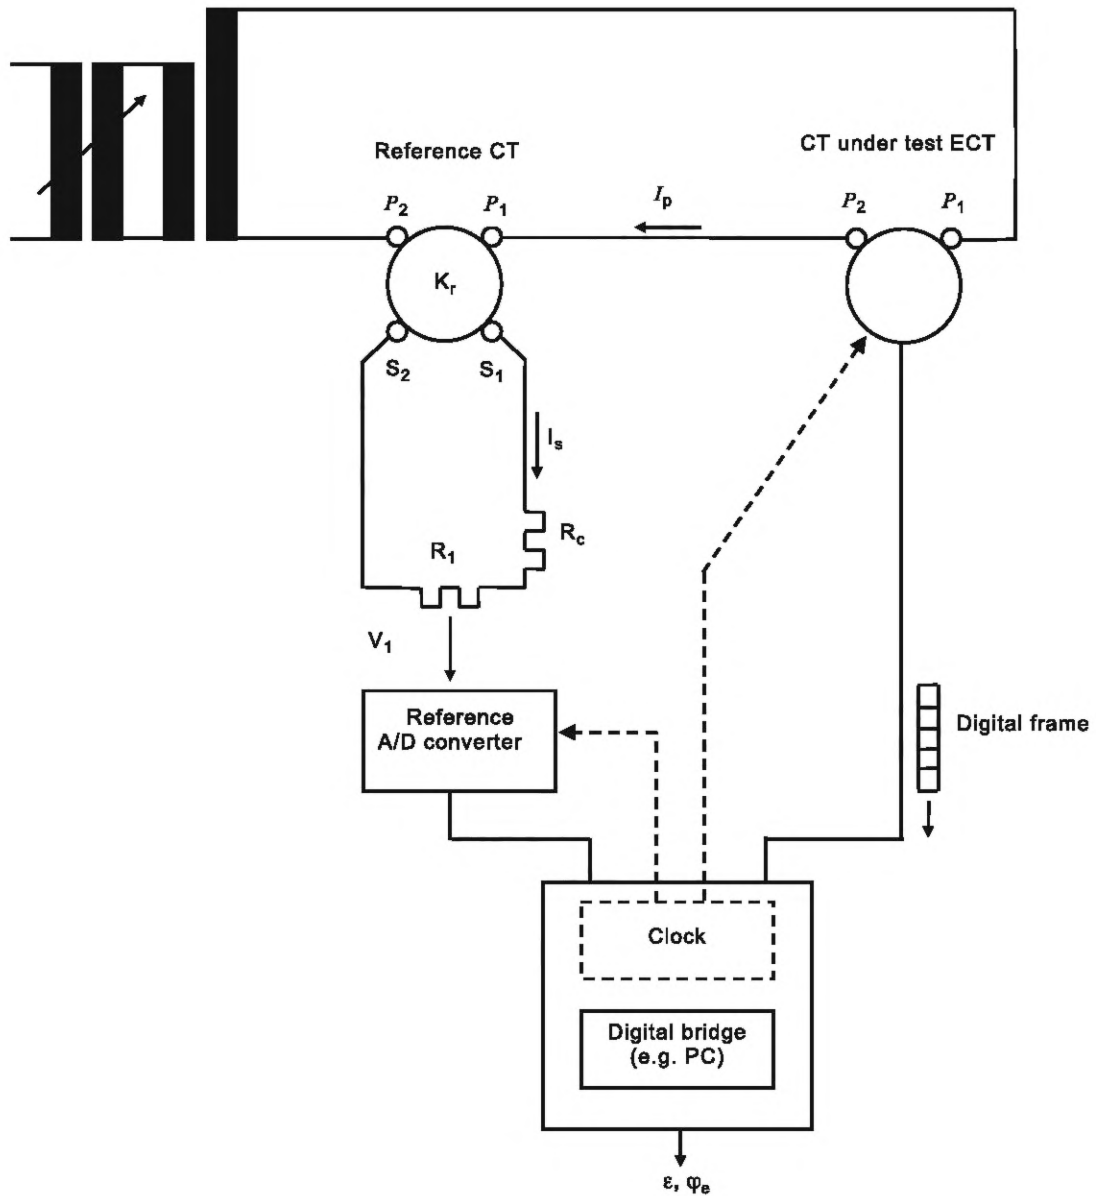 Reference CT
CT under test ECT
P2
P1
Ip
P2
P1
Kr
S2
S1
Is
Rc
R1
V1
Reference
A/D converter
Digital frame
Clock
Digital bridge
(e.g. PC)
ε, φe